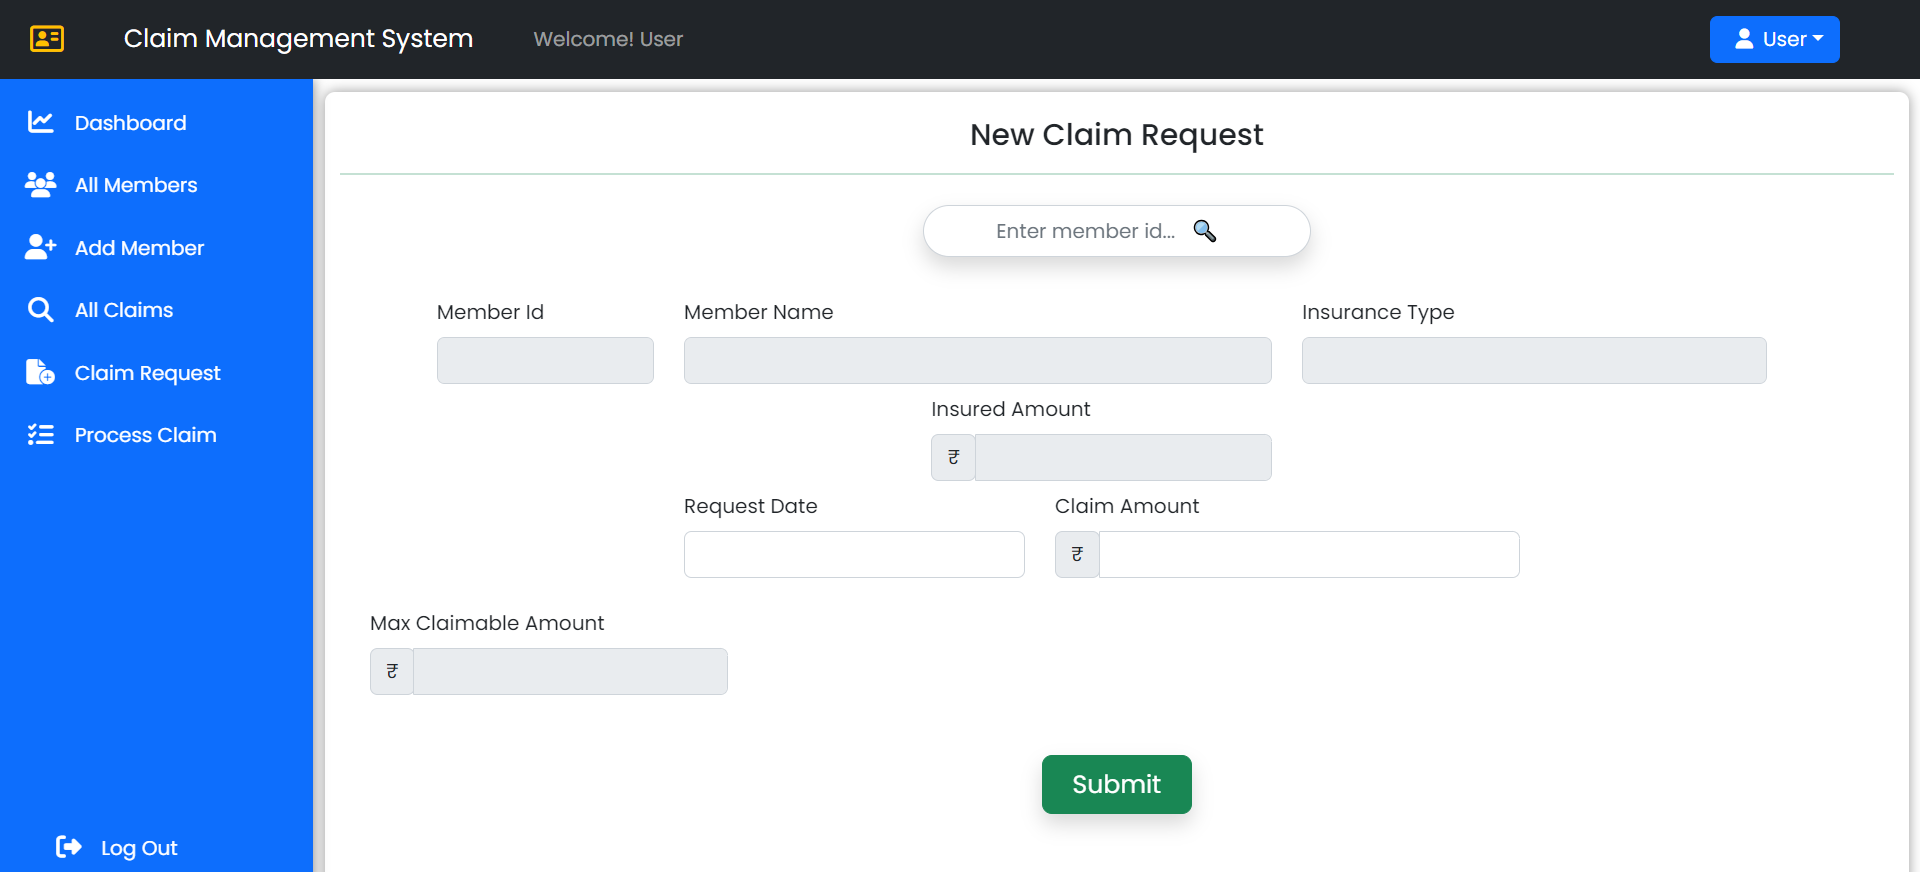 Claim Management System
Welcome! User
User
Dashboard
All Members
Add Member
All Claims
Claim Request
Process Claim
Log Out
New Claim Request
Enter member id...
Member Id
Member Name
Insurance Type
Insured Amount
₹
Request Date
Claim Amount
₹
Max Claimable Amount
₹
Submit